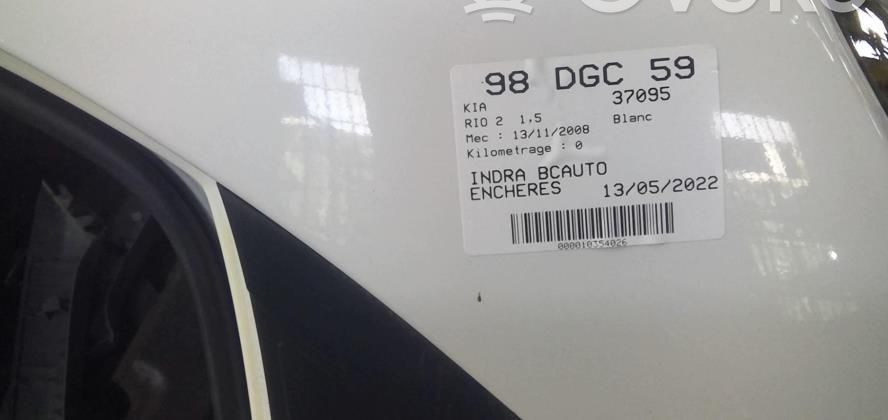 98 DGC 59
KIA 37095
RIO 2 1,5 Blanc
Mec : 13/11/2008
Kilometrage : 0
INDRA BCAUTO
ENCHERES 13/05/2022
000010354026